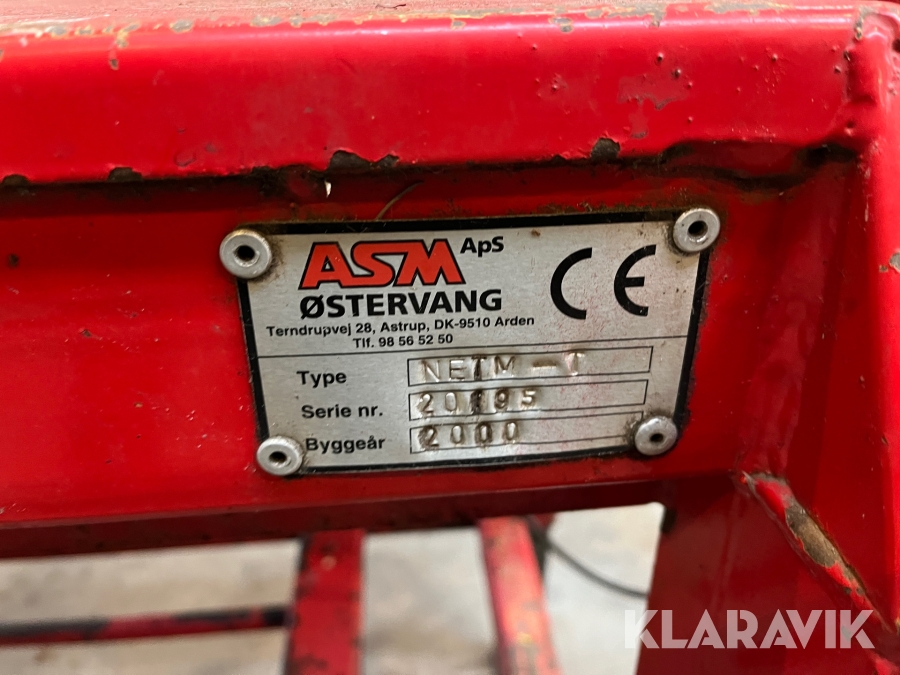 ASM ApS
ØSTERVANG
CE
Terndrupvej 28, Astrup, DK-9510 Arden
Tlf. 98 56 52 50
Type NETM-T
Serie nr.
Byggeår 2000
KLARAVIK